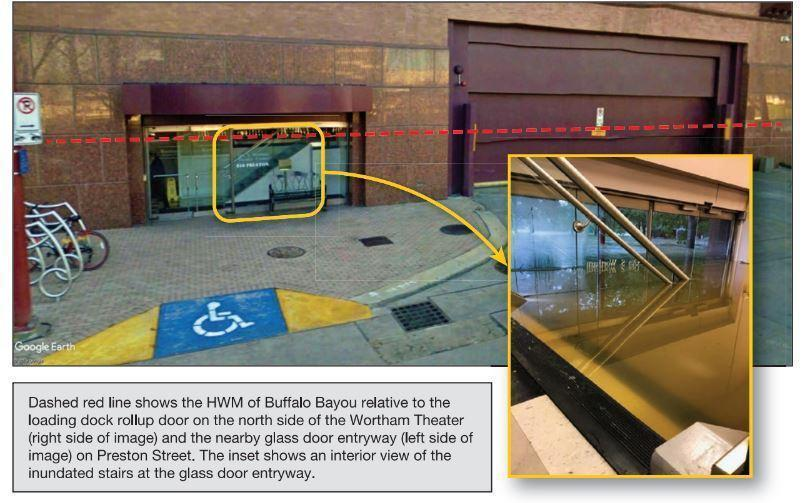 510 PRESTON
Google Earth
Dashed red line shows the HWM of Buffalo Bayou relative to the
loading dock rollup door on the north side of the Wortham Theater
(right side of image) and the nearby glass door entryway (left side of
image) on Preston Street. The inset shows an interior view of the
inundated stairs at the glass door entryway.